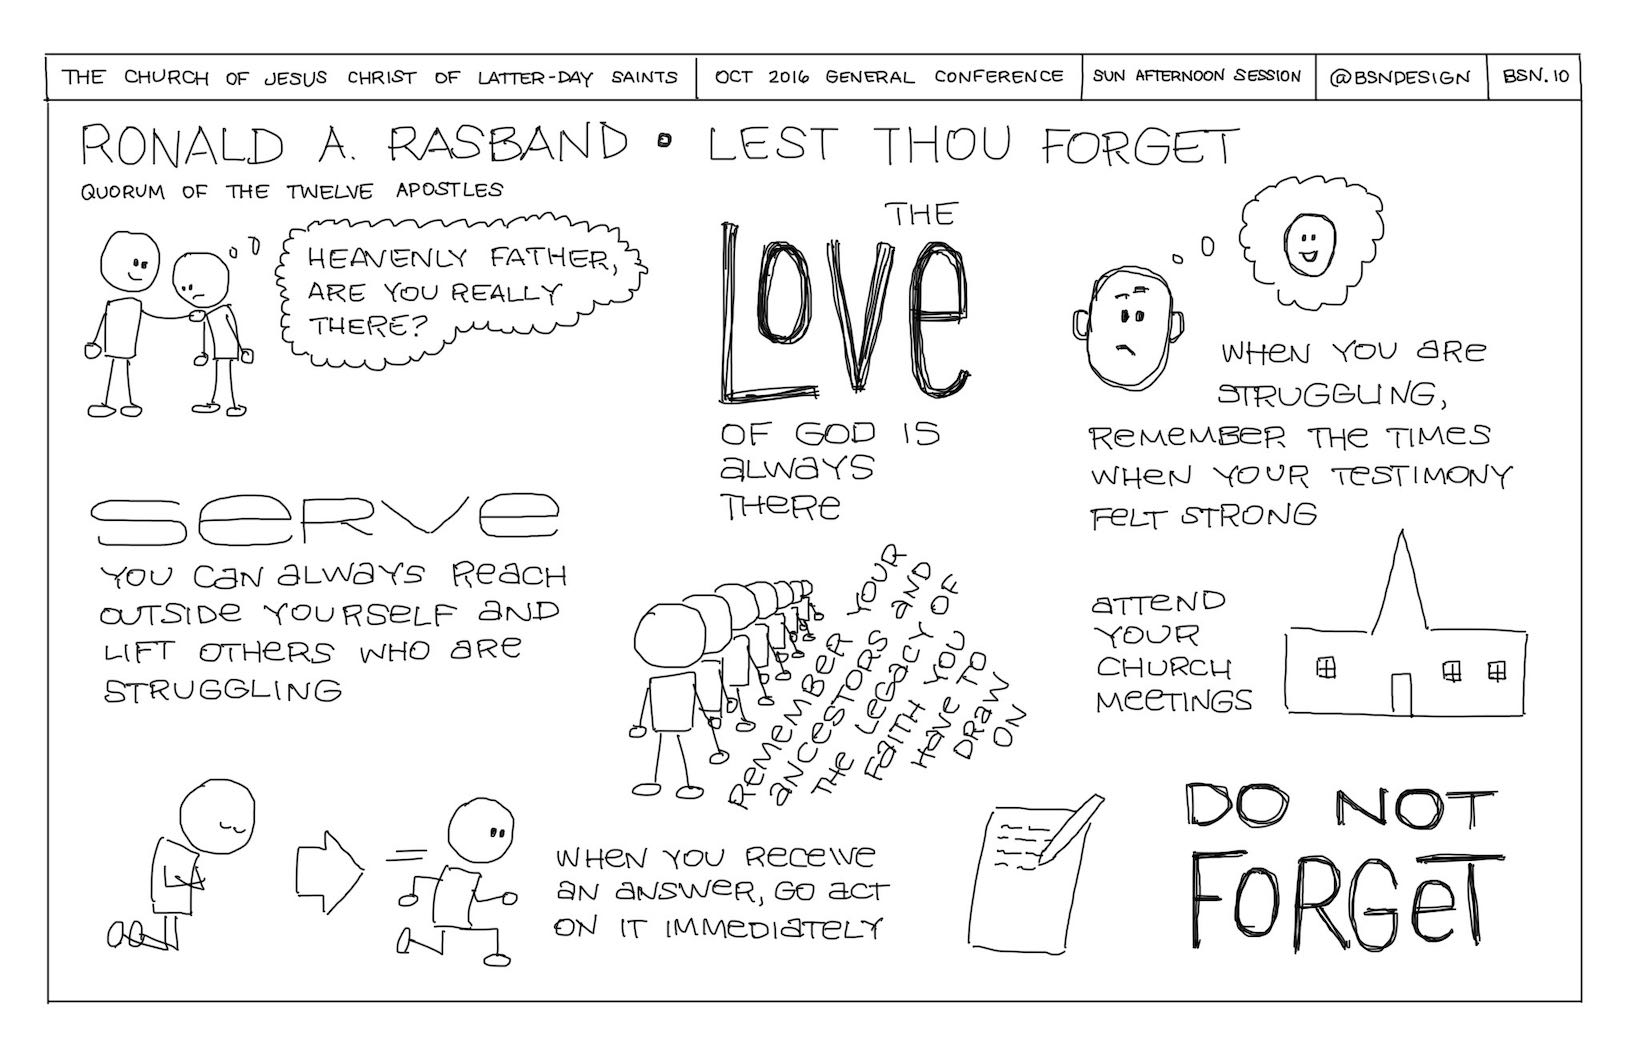 THE CHURCH OF JESUS CHRIST OF LATTER-DAY SAINTS
OCT 2016 GENERAL CONFERENCE
SUN AFTERNOON SESSION
@BSNDESIGN
BSN.10
RONALD A. RASBAND • LEST THOU FORGET
QUORUM OF THE TWELVE APOSTLES
HEAVENLY FATHER,
ARE YOU REALLY
THERE?
THE
LOVE
OF GOD IS
ALWAYS
THERE
WHEN YOU ARE
STRUGGLING,
REMEMBER THE TIMES
WHEN YOUR TESTIMONY
FELT STRONG
SERVE
YOU CAN ALWAYS REACH
OUTSIDE YOURSELF AND
LIFT OTHERS WHO ARE
STRUGGLING
REMEMBER YOUR
ANCESTORS AND
THE LEGACY OF
FAITH YOU
HAVE TO
DRAW
ON
ATTEND
YOUR
CHURCH
MEETINGS
WHEN YOU RECEIVE
AN ANSWER, GO ACT
ON IT IMMEDIATELY
DO NOT
FORGET